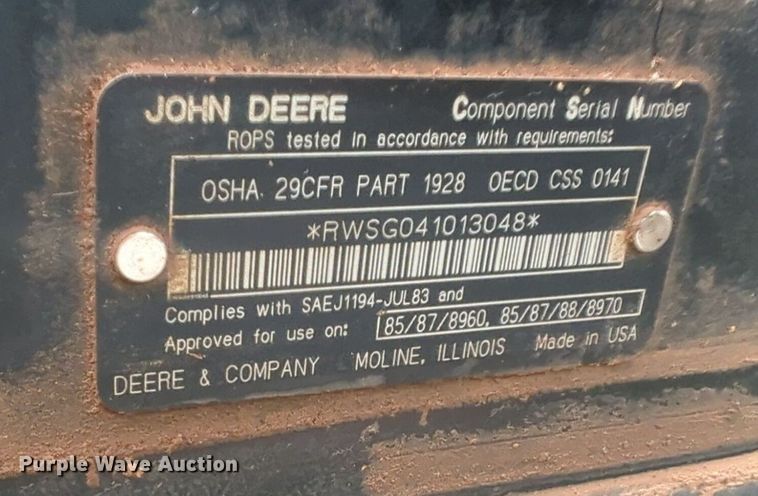 JOHN DEERE Component Serial Number
ROPS tested in accordance with requirements:
OSHA 29CFR PART 1928 OECD CSS 0141
*RWSG041013048*
Complies with SAEJ1194-JUL83 and
Approved for use on: 85/87/8960, 85/87/88/8970
DEERE & COMPANY MOLINE, ILLINOIS Made in USA
Purple Wave Auction